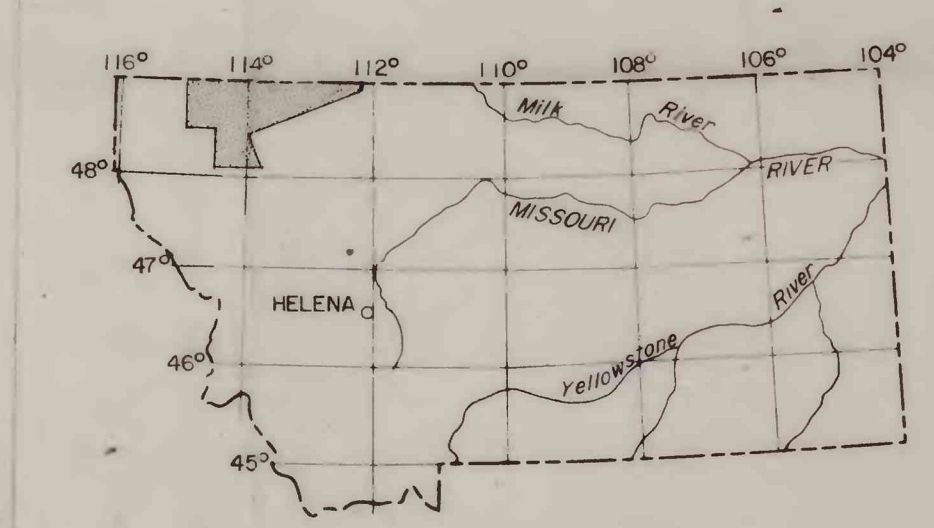 116° 114° 112° 110° 108° 106° 104°
Milk River
48°
RIVER
MISSOURI
47°
HELENA
River
46°
Yellowstone
45°